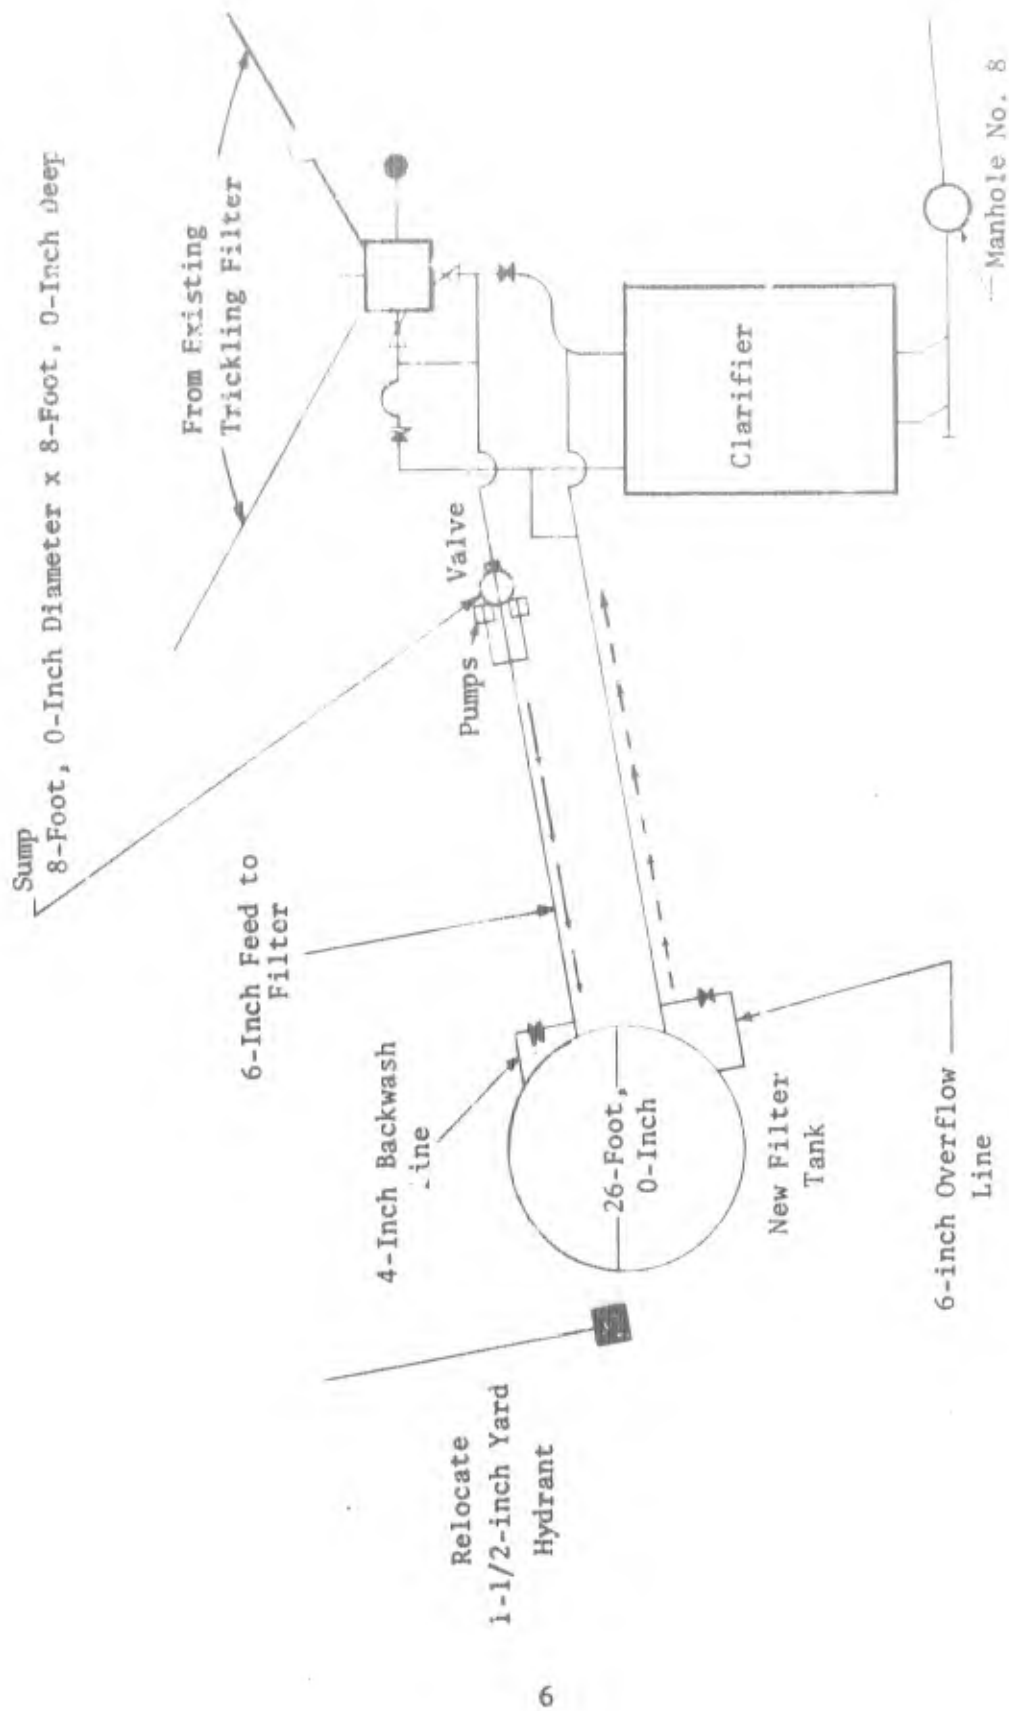 Sump
8-Foot, 0-Inch Diameter x 8-Foot, 0-Inch Deep
From Existing
Trickling Filter
6-Inch Feed to
Filter
4-Inch Backwash
Line
Pumps
Valve
Relocate
1-1/2-inch Yard
Hydrant
26-Foot,
0-Inch
New Filter
Tank
Clarifier
6-inch Overflow
Line
Manhole No. 8
6